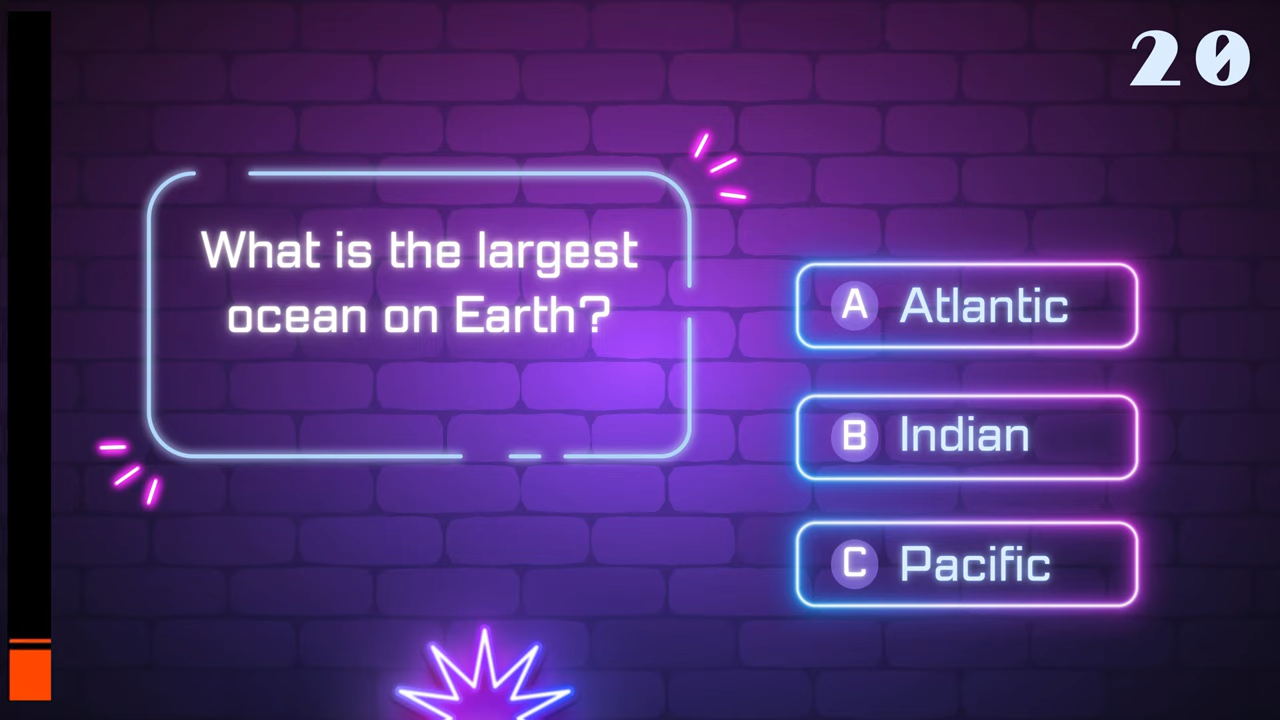 20
What is the largest
ocean on Earth?
A Atlantic
B Indian
C Pacific